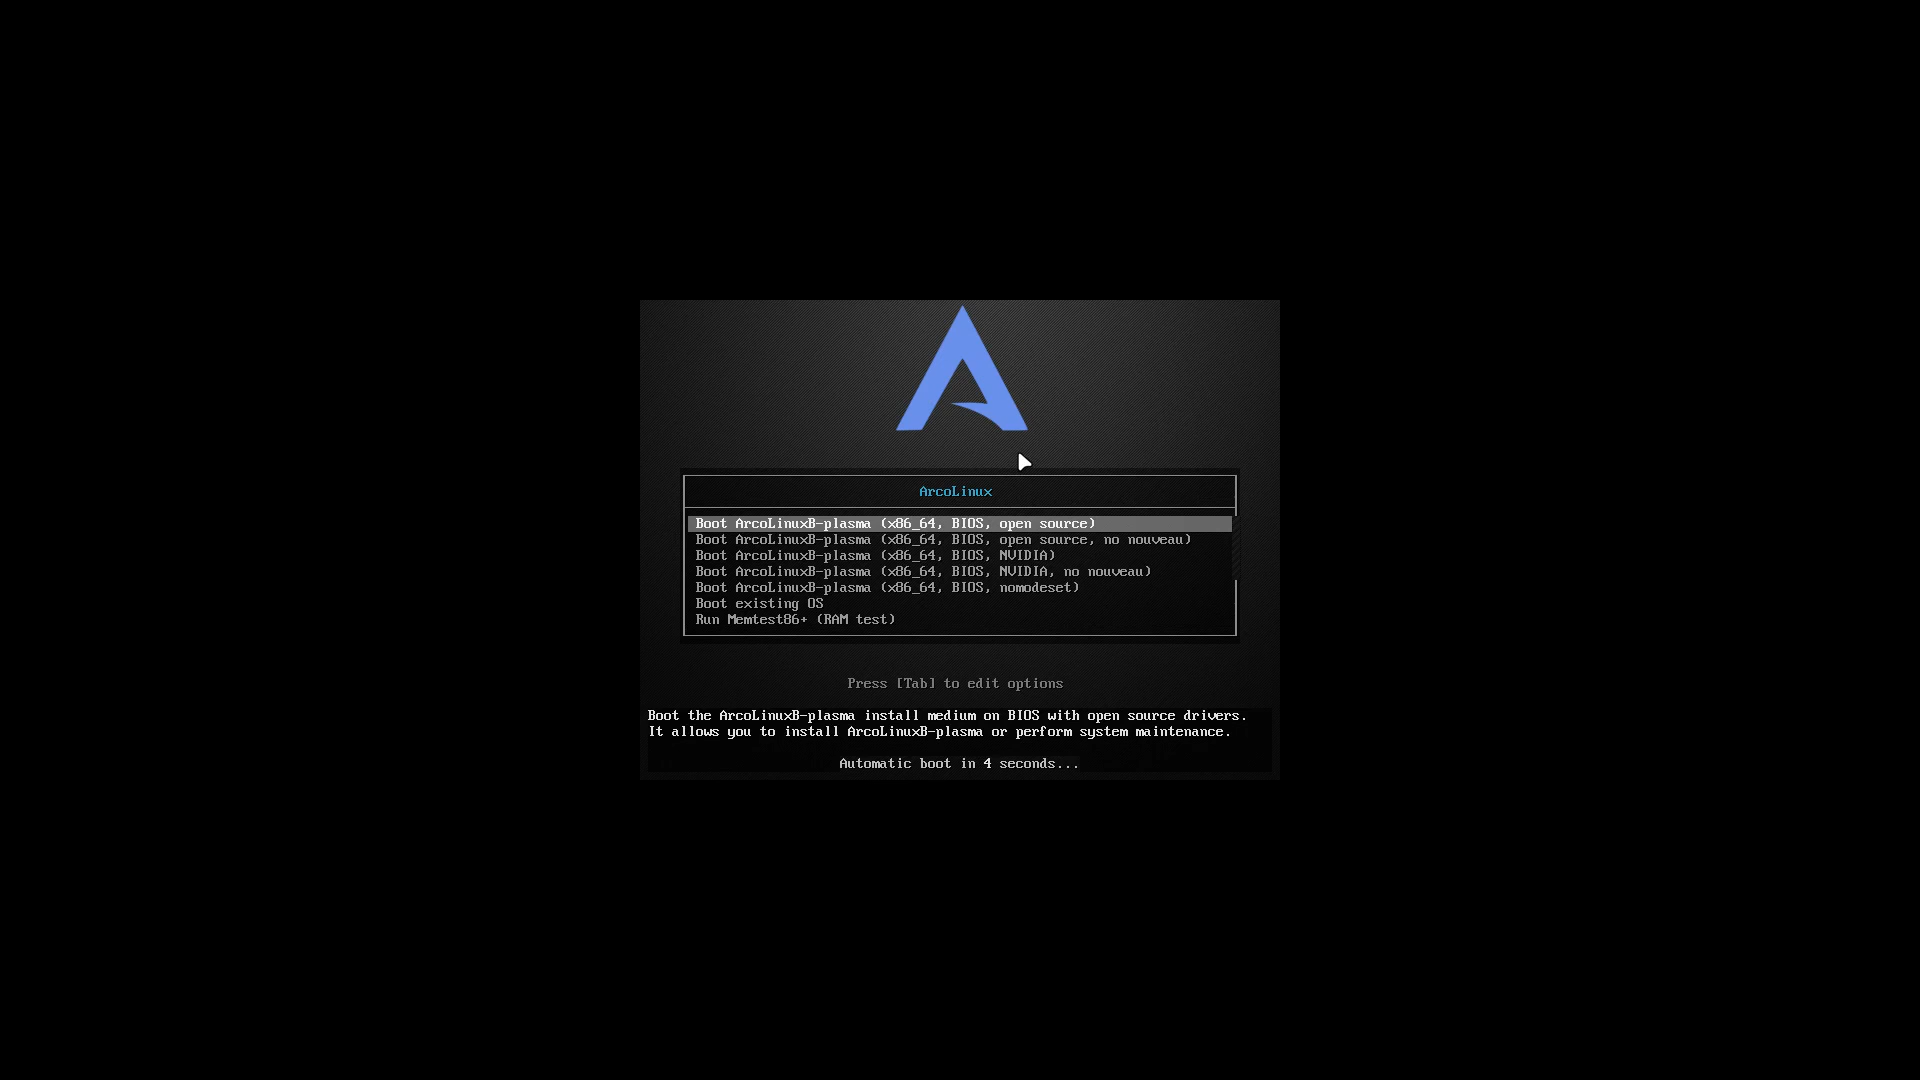 ArcoLinux
Boot ArcoLinuxB-plasma (x86_64, BIOS, open source)
Boot ArcoLinuxB-plasma (x86_64, BIOS, open source, no nouveau)
Boot ArcoLinuxB-plasma (x86_64, BIOS, NVIDIA)
Boot ArcoLinuxB-plasma (x86_64, BIOS, NVIDIA, no nouveau)
Boot ArcoLinuxB-plasma (x86_64, BIOS, nomodeset)
Boot existing OS
Run Memtest86+ (RAM test)
Press [Tab] to edit options
Boot the ArcoLinuxB-plasma install medium on BIOS with open source drivers.
It allows you to install ArcoLinuxB-plasma or perform system maintenance.
Automatic boot in 4 seconds...